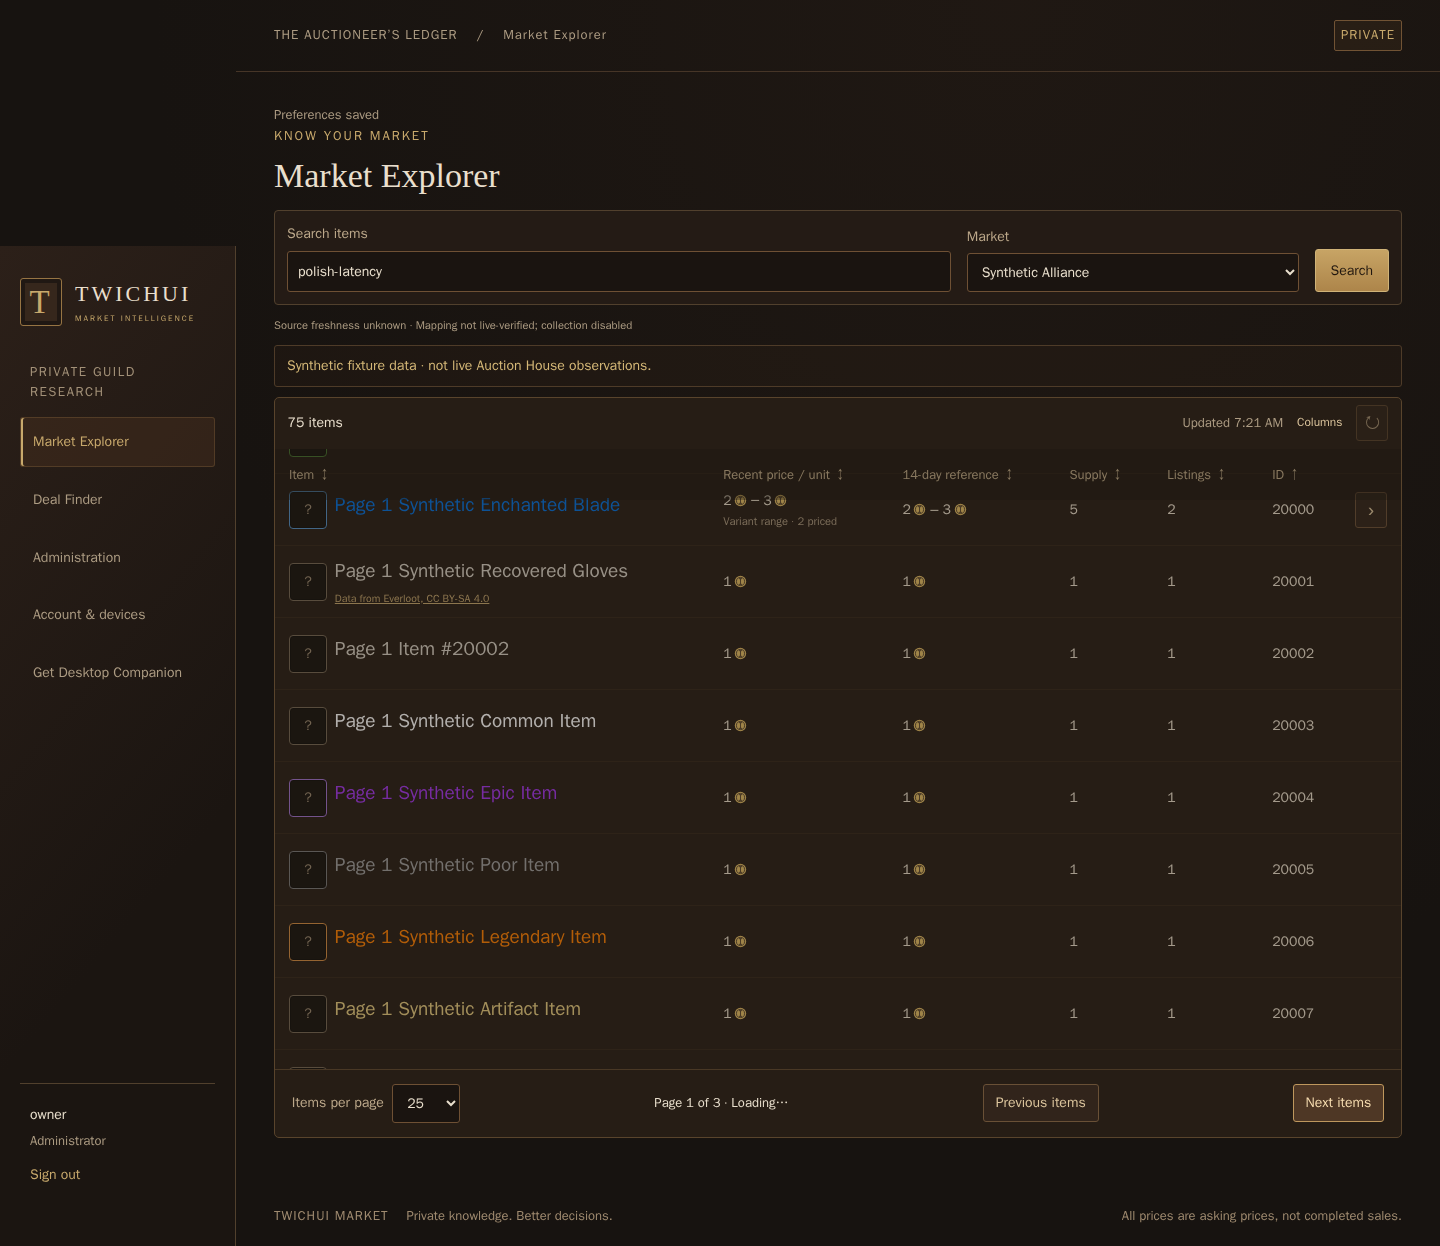 THE AUCTIONEER'S LEDGER / Market Explorer
PRIVATE
Preferences saved
KNOW YOUR MARKET
Market Explorer
Search items
polish-latency
Market
Synthetic Alliance
Search
Source freshness unknown · Mapping not live-verified; collection disabled
Synthetic fixture data · not live Auction House observations.
T TWICHUI
MARKET INTELLIGENCE
PRIVATE GUILD
RESEARCH
Market Explorer
Deal Finder
Administration
Account & devices
Get Desktop Companion
owner
Administrator
Sign out
75 items Updated 7:21 AM Columns
Item ↕ Recent price / unit ↕ 14-day reference ↕ Supply ↕ Listings ↕ ID ↑
? Page 1 Synthetic Enchanted Blade 2 – 3 2 – 3 5 2 20000 ›
Variant range · 2 priced
? Page 1 Synthetic Recovered Gloves 1 1 1 1 20001
Data from Everloot, CC BY-SA 4.0
? Page 1 Item #20002 1 1 1 1 20002
? Page 1 Synthetic Common Item 1 1 1 1 20003
? Page 1 Synthetic Epic Item 1 1 1 1 20004
? Page 1 Synthetic Poor Item 1 1 1 1 20005
? Page 1 Synthetic Legendary Item 1 1 1 1 20006
? Page 1 Synthetic Artifact Item 1 1 1 1 20007
Items per page 25 Page 1 of 3 · Loading… Previous items Next items
TWICHUI MARKET Private knowledge. Better decisions. All prices are asking prices, not completed sales.